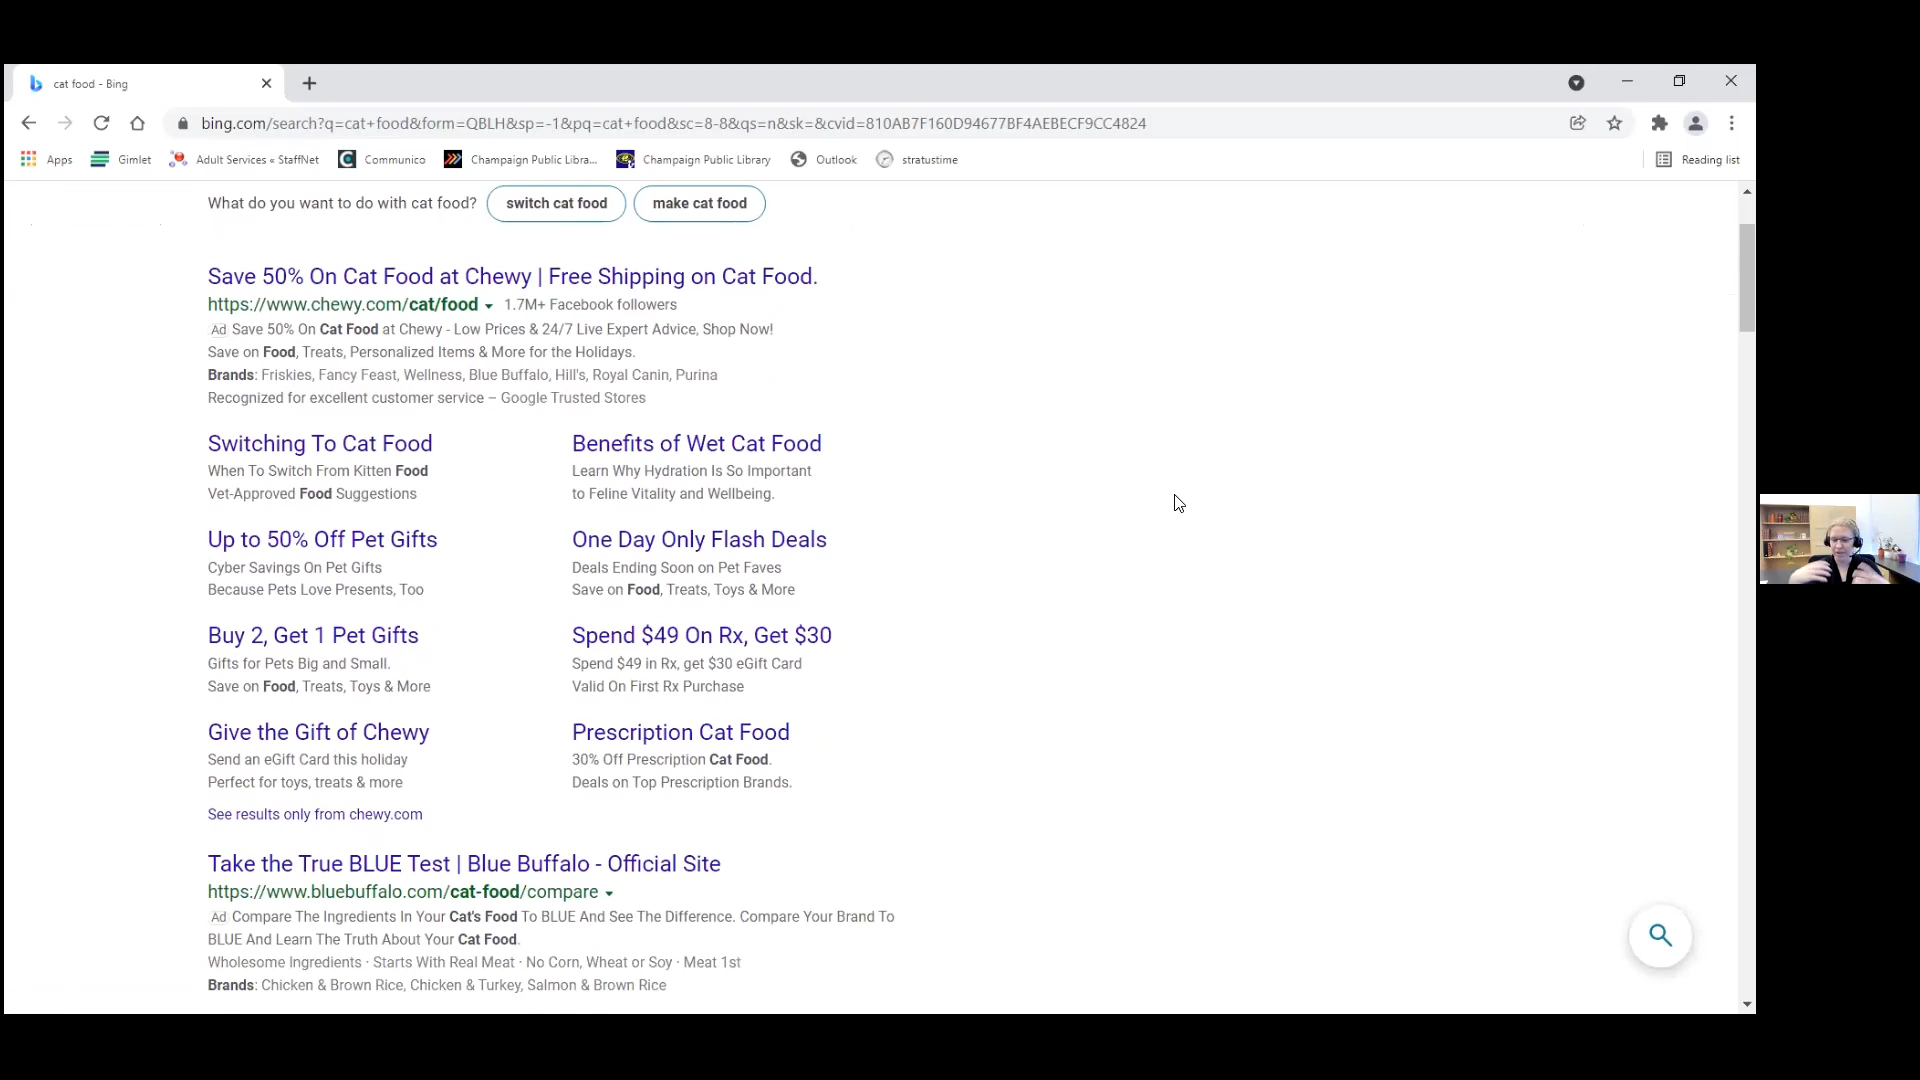 cat food - Bing
bing.com/search?q=cat+food&form=QBLH&sp=-1&pq=cat+food&sc=8-8&qs=n&sk=&cvid=810AB7F160D94677BF4AEBECF9CC4824
Apps Gimlet Adult Services « StaffNet Communico Champaign Public Libra... Champaign Public Library Outlook stratustime Reading list
What do you want to do with cat food? switch cat food make cat food
Save 50% On Cat Food at Chewy | Free Shipping on Cat Food.
https://www.chewy.com/cat/food 1.7M+ Facebook followers
Ad Save 50% On Cat Food at Chewy - Low Prices & 24/7 Live Expert Advice, Shop Now!
Save on Food, Treats, Personalized Items & More for the Holidays.
Brands: Friskies, Fancy Feast, Wellness, Blue Buffalo, Hill's, Royal Canin, Purina
Recognized for excellent customer service – Google Trusted Stores
Switching To Cat Food
When To Switch From Kitten Food
Vet-Approved Food Suggestions
Benefits of Wet Cat Food
Learn Why Hydration Is So Important
to Feline Vitality and Wellbeing.
Up to 50% Off Pet Gifts
Cyber Savings On Pet Gifts
Because Pets Love Presents, Too
One Day Only Flash Deals
Deals Ending Soon on Pet Faves
Save on Food, Treats, Toys & More
Buy 2, Get 1 Pet Gifts
Gifts for Pets Big and Small.
Save on Food, Treats, Toys & More
Spend $49 On Rx, Get $30
Spend $49 in Rx, get $30 eGift Card
Valid On First Rx Purchase
Give the Gift of Chewy
Send an eGift Card this holiday
Perfect for toys, treats & more
Prescription Cat Food
30% Off Prescription Cat Food.
Deals on Top Prescription Brands.
See results only from chewy.com
Take the True BLUE Test | Blue Buffalo - Official Site
https://www.bluebuffalo.com/cat-food/compare
Ad Compare The Ingredients In Your Cat's Food To BLUE And See The Difference. Compare Your Brand To
BLUE And Learn The Truth About Your Cat Food.
Wholesome Ingredients · Starts With Real Meat · No Corn, Wheat or Soy · Meat 1st
Brands: Chicken & Brown Rice, Chicken & Turkey, Salmon & Brown Rice